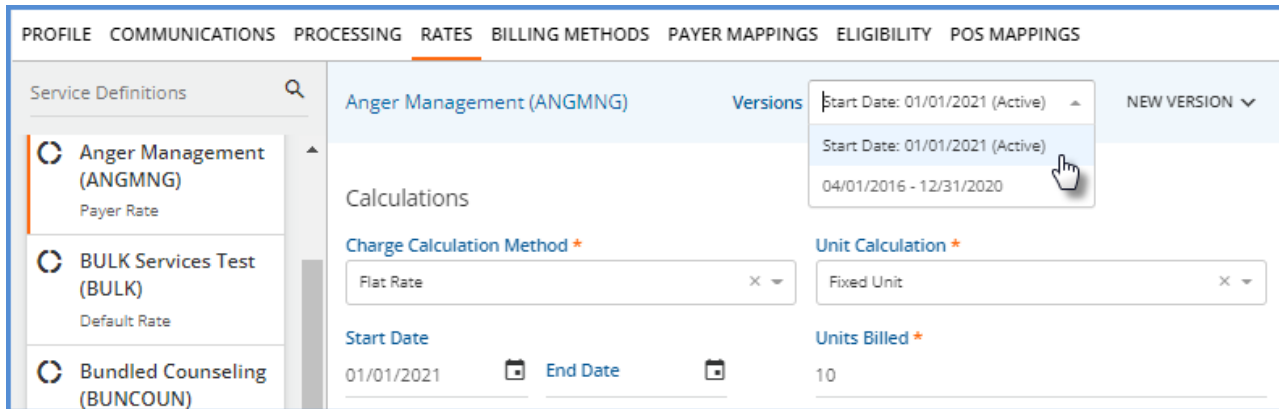 PROFILE COMMUNICATIONS PROCESSING RATES BILLING METHODS PAYER MAPPINGS ELIGIBILITY POS MAPPINGS
Service Definitions
Anger Management
(ANGMNG)
Payer Rate
BULK Services Test
(BULK)
Default Rate
Bundled Counseling
(BUNCOUN)
Anger Management (ANGMNG) Versions Start Date: 01/01/2021 (Active) NEW VERSION
Start Date: 01/01/2021 (Active)
04/01/2016 - 12/31/2020
Calculations
Charge Calculation Method * Unit Calculation *
Flat Rate Fixed Unit
Start Date End Date Units Billed *
01/01/2021 10